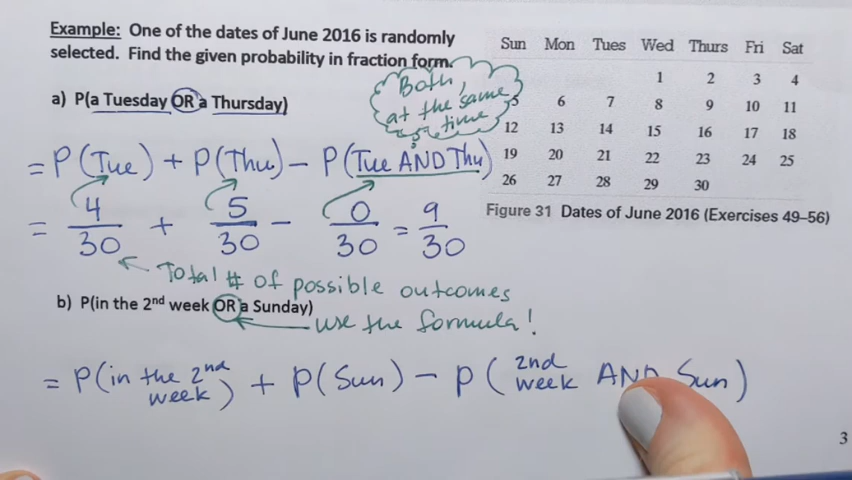 Example: One of the dates of June 2016 is randomly
selected. Find the given probability in fraction form.
a) P(a Tuesday OR a Thursday)
Both,
at the same
time
= P(Tue) + P(Thu) - P(Tue AND Thu)
= 4/30 + 5/30 - 0/30 = 9/30
Total # of possible outcomes
b) P(in the 2nd week OR a Sunday)
use the formula!
= P(in the 2nd week) + P(Sun) - P(2nd week AND Sun)
Sun Mon Tues Wed Thurs Fri Sat
1 2 3 4
5 6 7 8 9 10 11
12 13 14 15 16 17 18
19 20 21 22 23 24 25
26 27 28 29 30
Figure 31 Dates of June 2016 (Exercises 49–56)
3